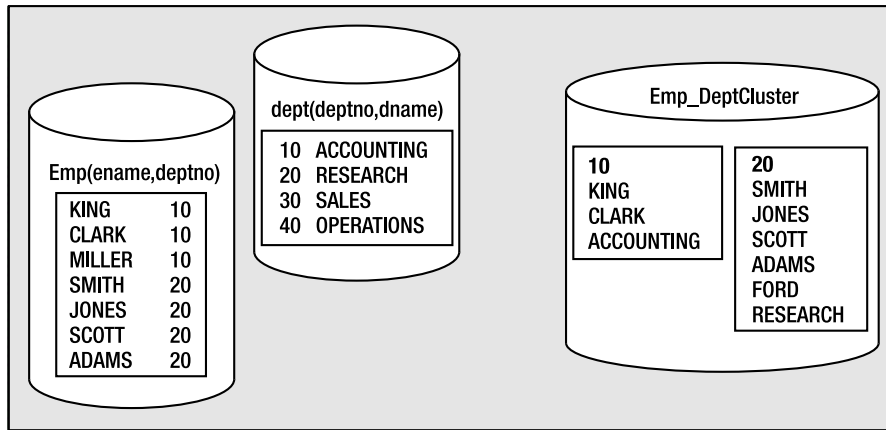 Emp(ename,deptno)
KING 10
CLARK 10
MILLER 10
SMITH 20
JONES 20
SCOTT 20
ADAMS 20
dept(deptno,dname)
10 ACCOUNTING
20 RESEARCH
30 SALES
40 OPERATIONS
Emp_DeptCluster
10
KING
CLARK
ACCOUNTING
20
SMITH
JONES
SCOTT
ADAMS
FORD
RESEARCH